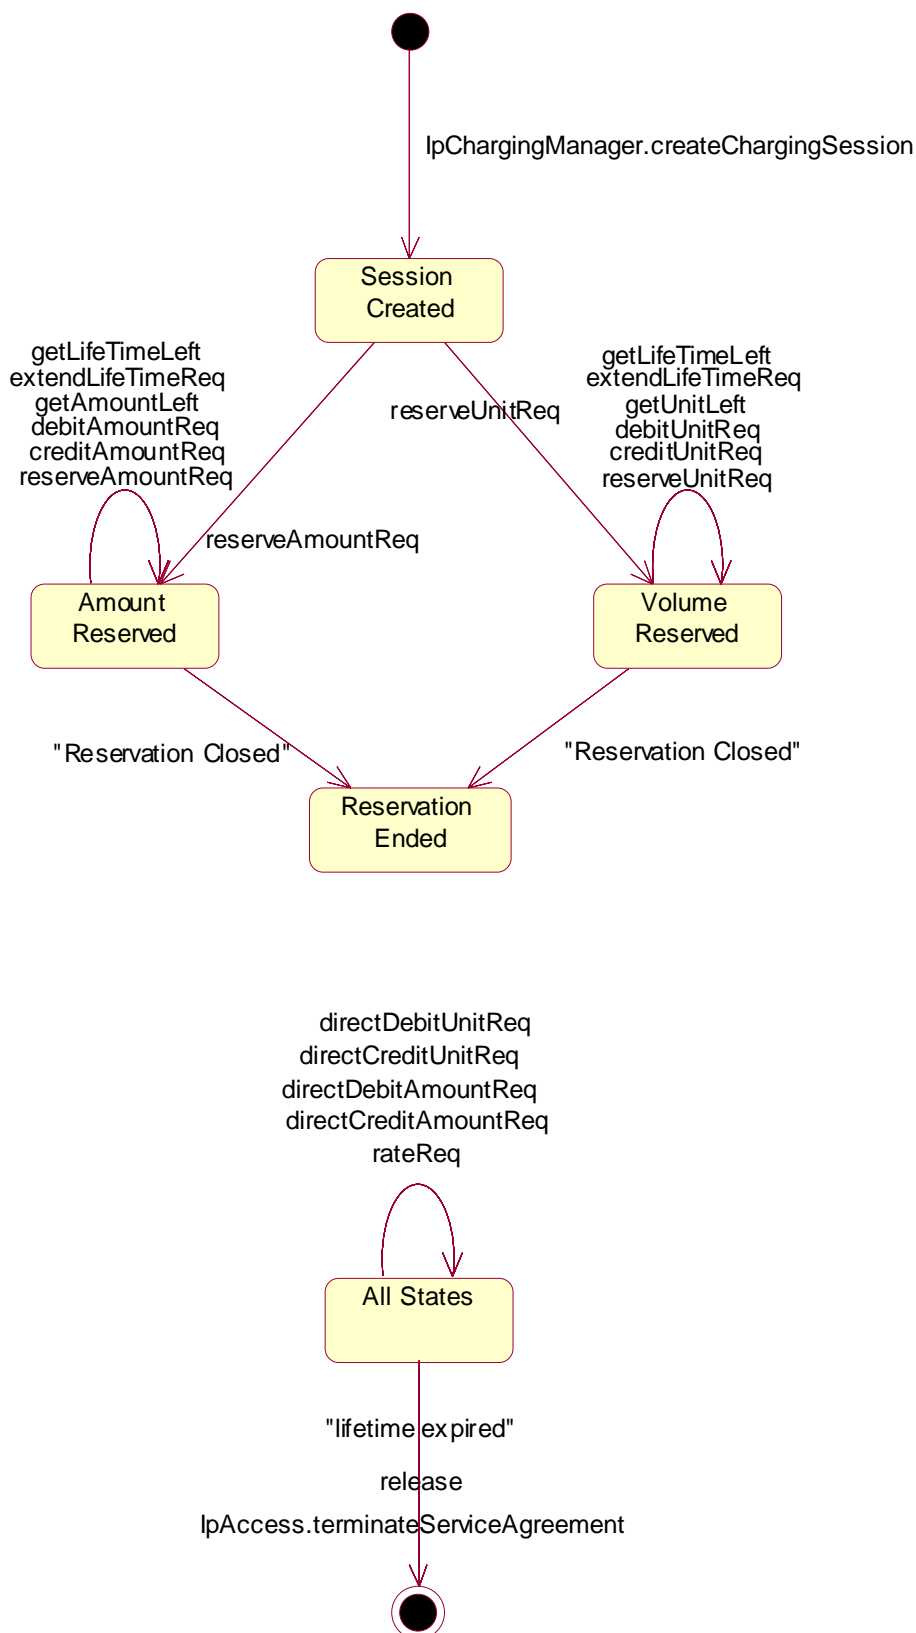 IpChargingManager.createChargingSession
Session
Created
getLifeTimeLeft
extendLifeTimeReq
getAmountLeft
debitAmountReq
creditAmountReq
reserveAmountReq
reserveUnitReq
getLifeTimeLeft
extendLifeTimeReq
getUnitLeft
debitUnitReq
creditUnitReq
reserveUnitReq
reserveAmountReq
Amount
Reserved
Volume
Reserved
"Reservation Closed"
"Reservation Closed"
Reservation
Ended
directDebitUnitReq
directCreditUnitReq
directDebitAmountReq
directCreditAmountReq
rateReq
All States
"lifetime expired"
release
IpAccess.terminateServiceAgreement